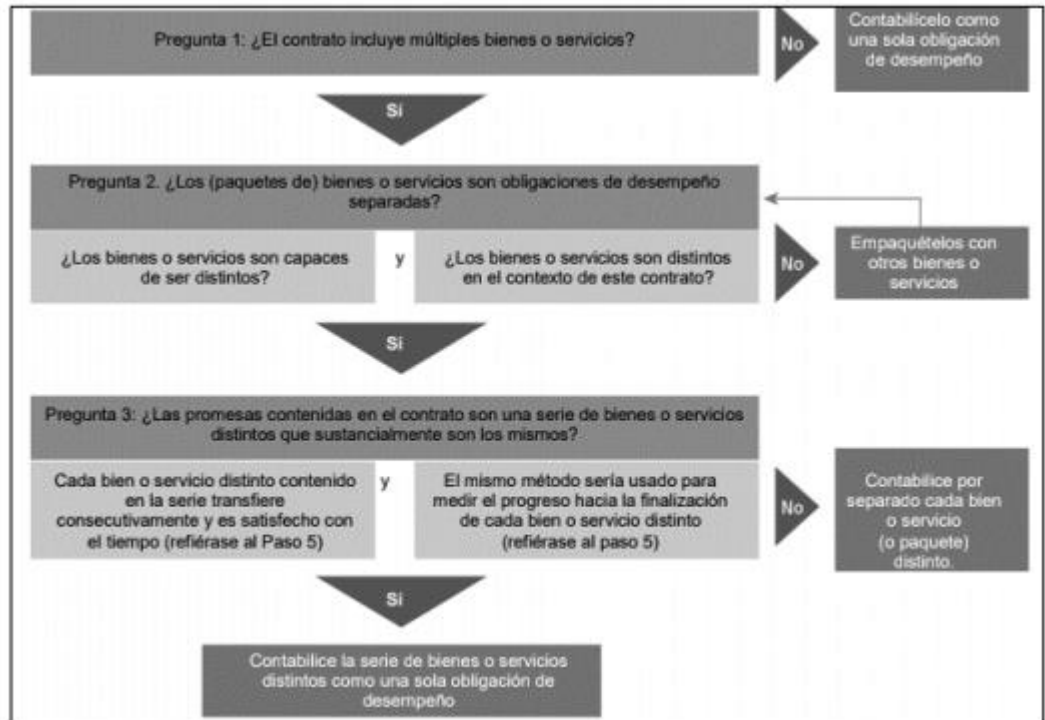 Pregunta 1: ¿El contrato incluye múltiples bienes o servicios?
No
Contabilícelo como
una sola obligación
de desempeño
Sí
Pregunta 2. ¿Los (paquetes de) bienes o servicios son obligaciones de desempeño
separadas?
¿Los bienes o servicios son capaces
de ser distintos?
y
¿Los bienes o servicios son distintos
en el contexto de este contrato?
No
Empaquételos con
otros bienes o
servicios
Sí
Pregunta 3: ¿Las promesas contenidas en el contrato son una serie de bienes o servicios
distintos que sustancialmente son los mismos?
Cada bien o servicio distinto contenido
en la serie transfiere
consecutivamente y es satisfecho con
el tiempo (refiérase al Paso 5)
y
El mismo método sería usado para
medir el progreso hacia la finalización
de cada bien o servicio distinto
(refiérase al paso 5)
No
Contabilice por
separado cada bien
o servicio
(o paquete)
distinto.
Sí
Contabilice la serie de bienes o servicios
distintos como una sola obligación de
desempeño